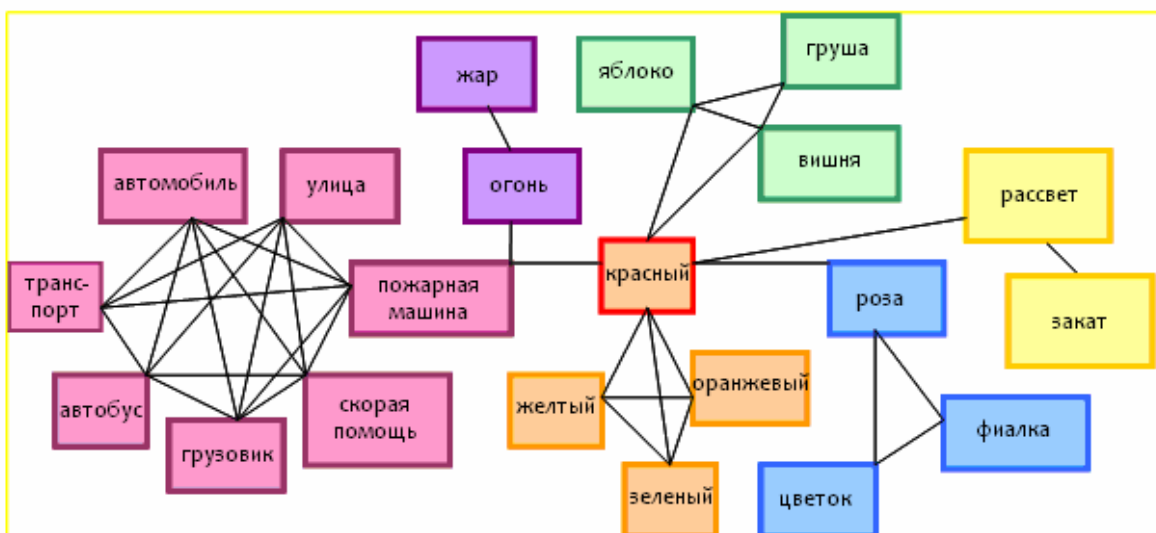 жар
яблоко
груша
автомобиль
улица
огонь
вишня
рассвет
транс-
порт
пожарная
машина
красный
роза
закат
автобус
грузовик
скорая
помощь
желтый
оранжевый
зеленый
цветок
фиалка